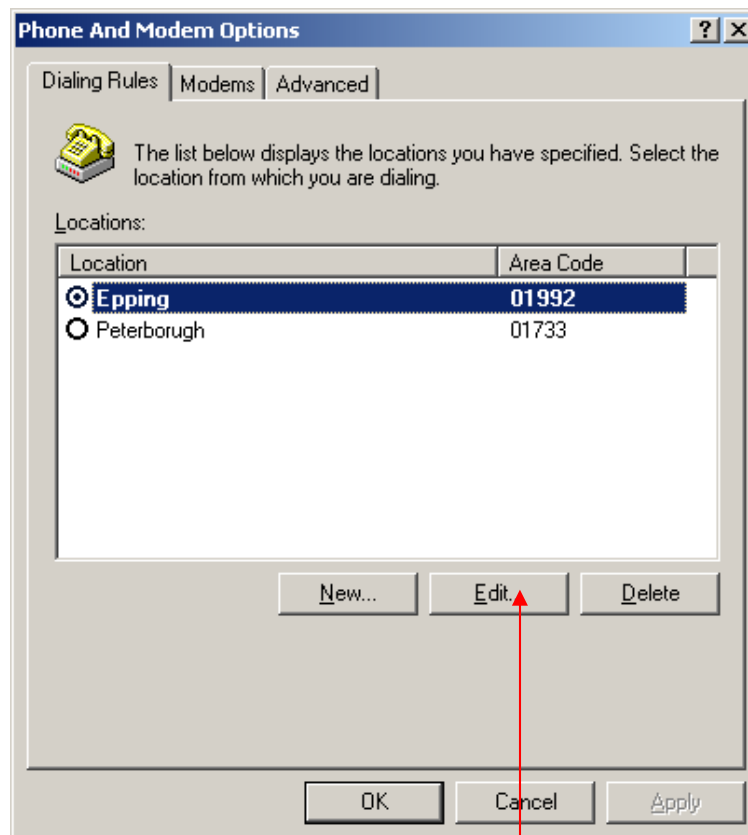 Phone And Modem Options
Dialing Rules Modems Advanced
The list below displays the locations you have specified. Select the
location from which you are dialing.
Locations:
Location Area Code
Epping 01992
Peterborugh 01733
New... Edit... Delete
OK Cancel Apply